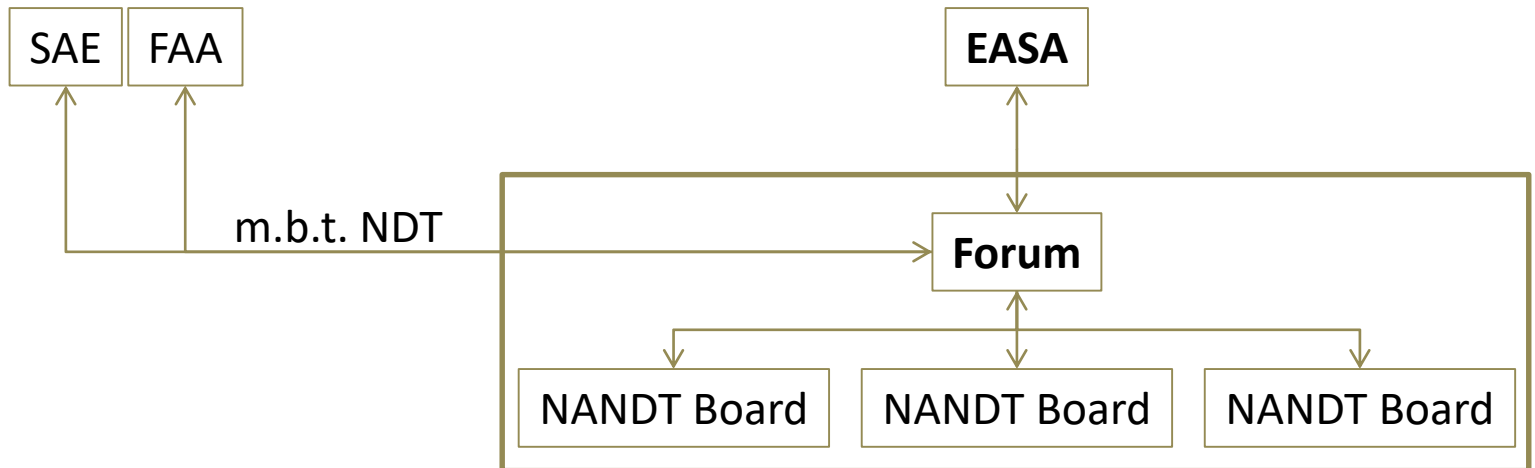 SAE
FAA
EASA
m.b.t. NDT
Forum
NANDT Board
NANDT Board
NANDT Board